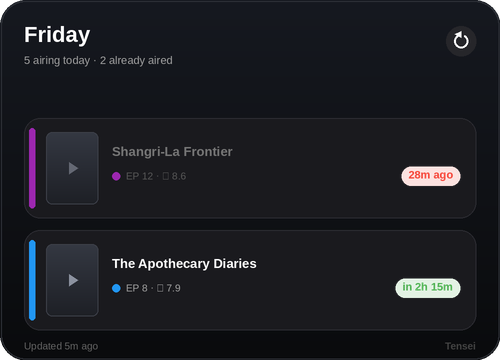 Friday
5 airing today · 2 already aired
Shangri-La Frontier
EP 12 · ▯ 8.6
28m ago
The Apothecary Diaries
EP 8 · ▯ 7.9
in 2h 15m
Updated 5m ago
Tensei